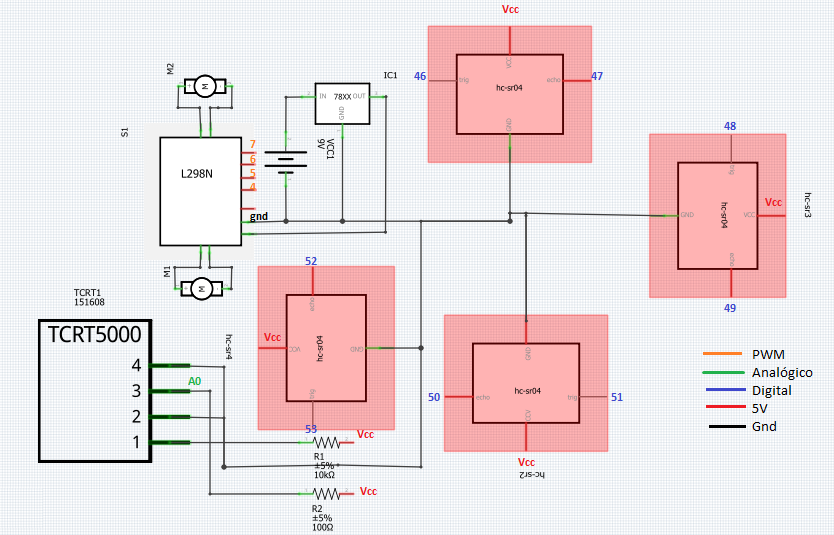 Vcc
M2
IC1
46
trig
VCC
hc-sr04
echo
47
GND
IN
78XX
OUT
GND
S1
VCC1
9V
L298N
7
6
5
4
gnd
48
trig
GND
hc-sr04
VCC
Vcc
hc-sr3
echo
49
M
M
M1
TCRT1
151608
52
echo
TCRT5000
hc-sr4
Vcc
VCC
hc-sr04
GND
GND
4
A0
3
2
1
trig
53
50
echo
hc-sr04
trig
51
VCC
Vcc
hc-sr2
Vcc
R1
±5%
10kΩ
Vcc
R2
±5%
100Ω
PWM
Analógico
Digital
5V
Gnd